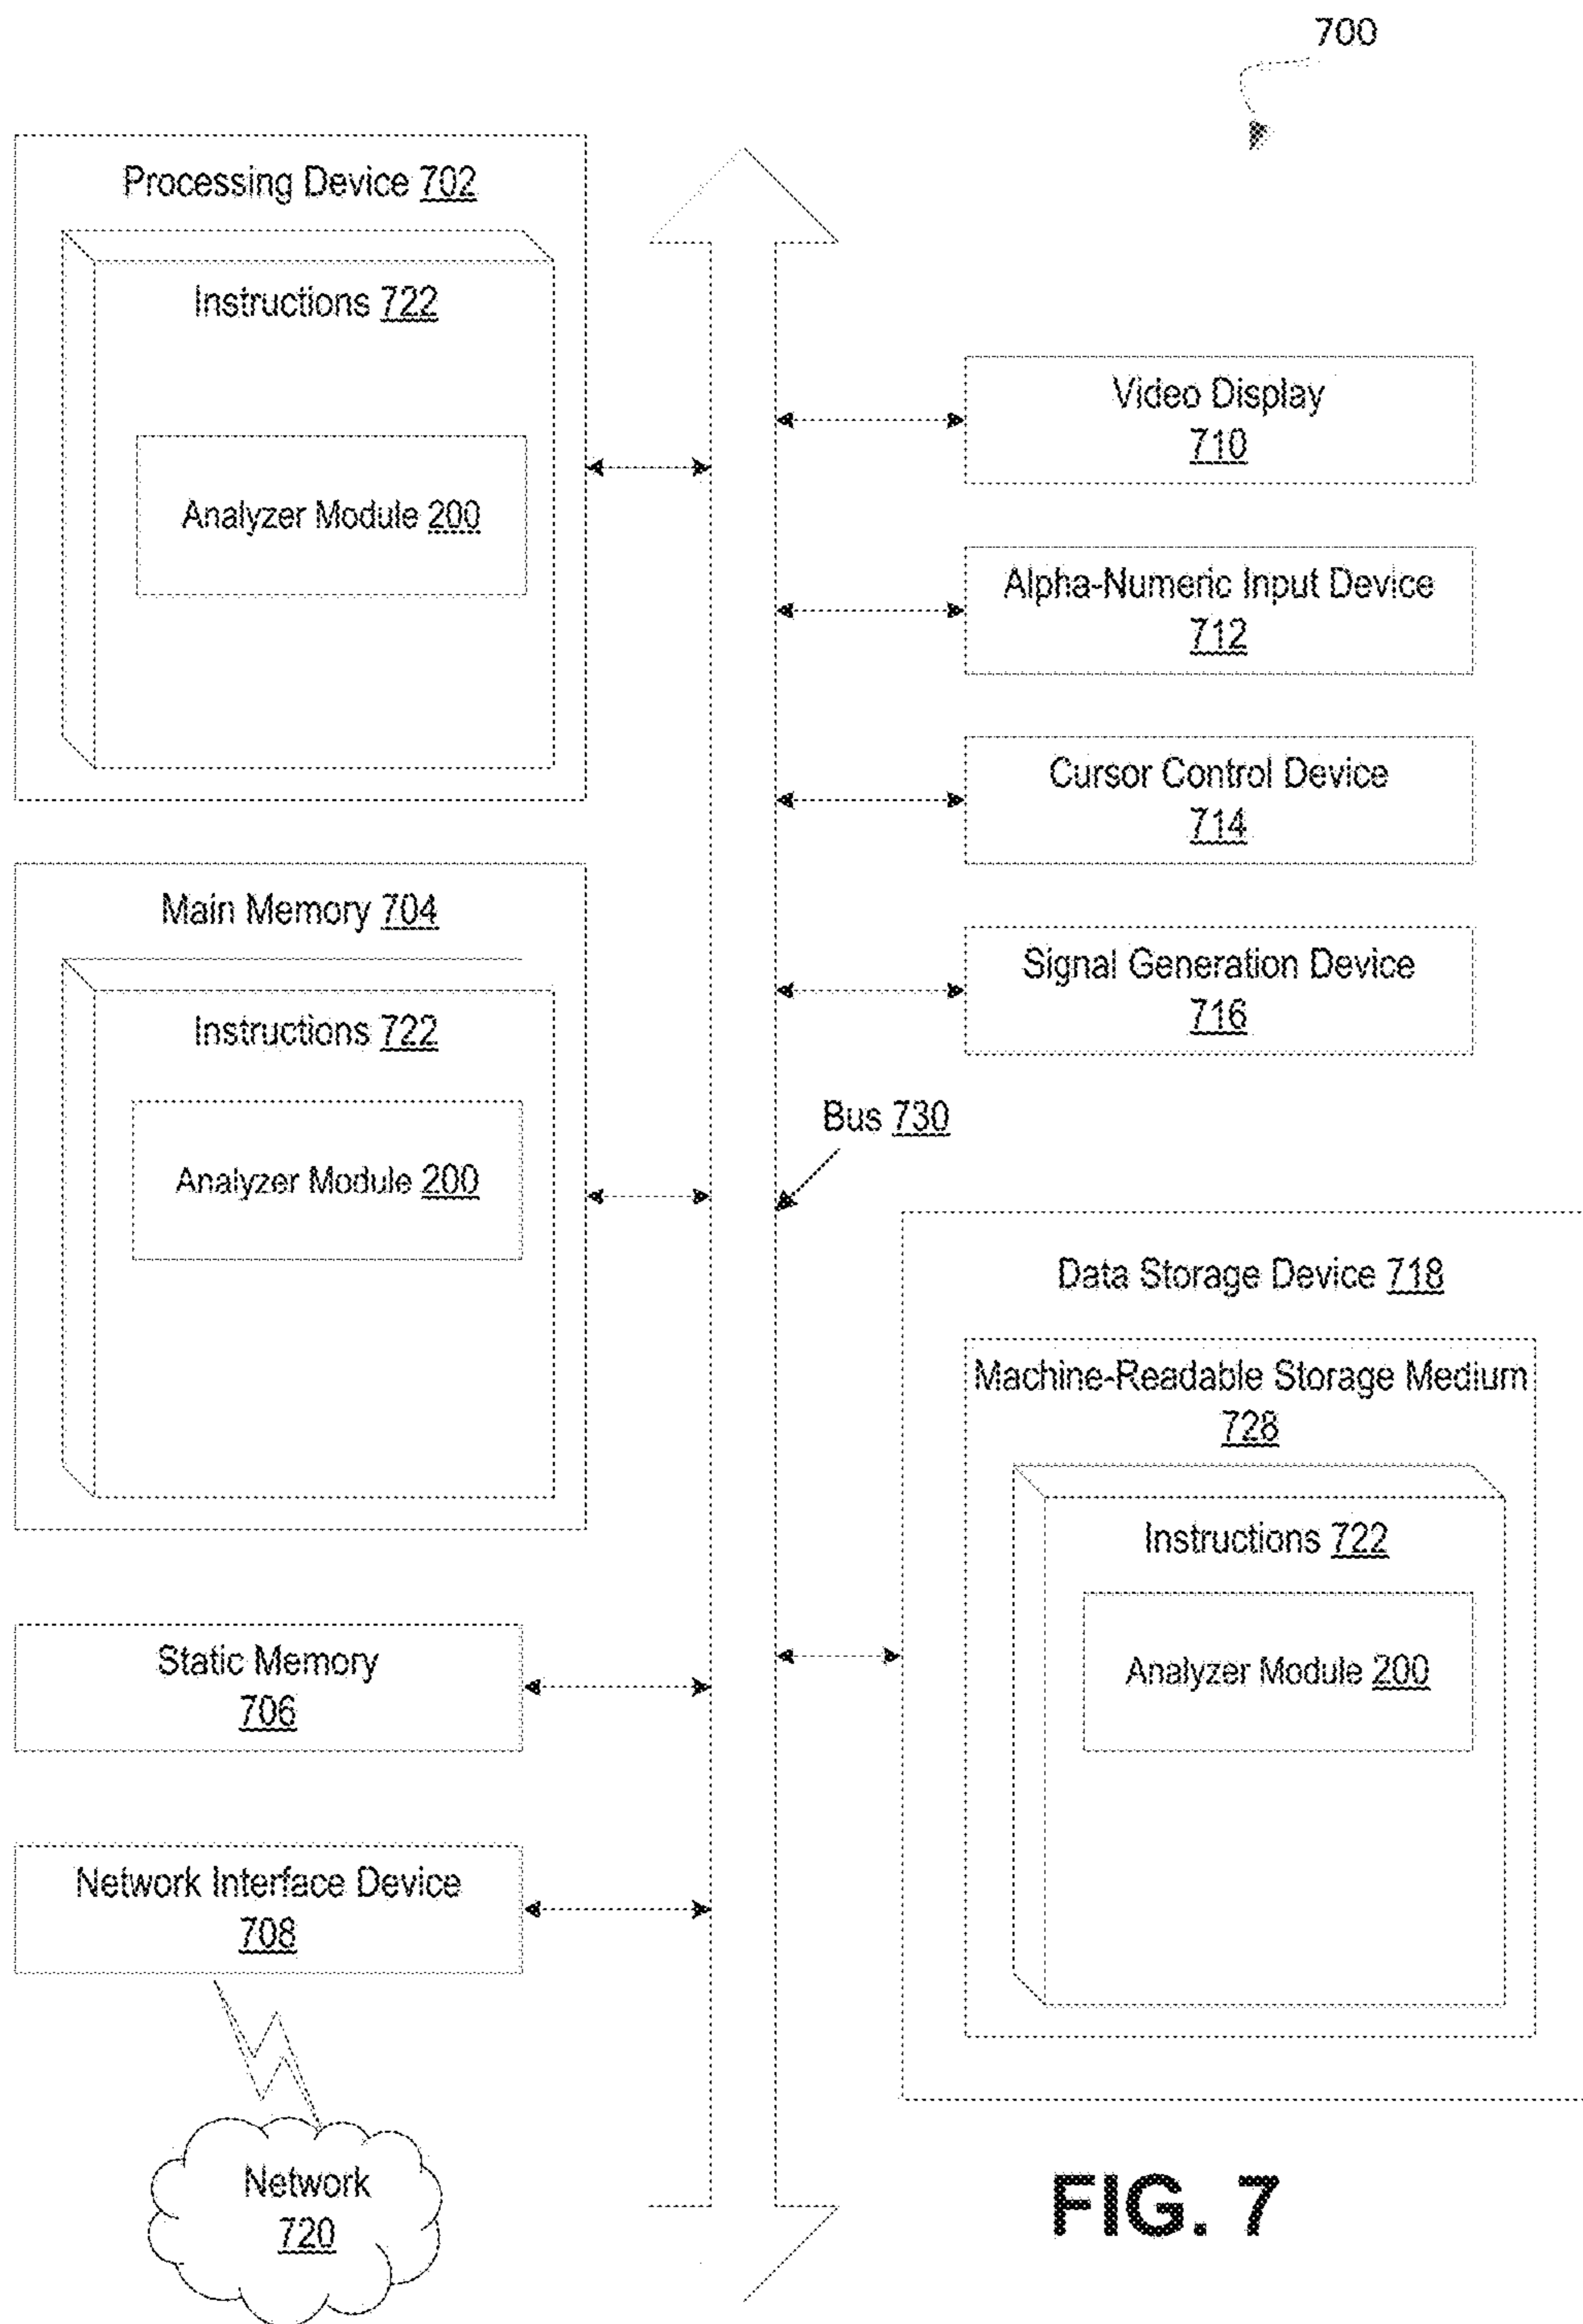 700
Processing Device 702
Instructions 722
Analyzer Module 200
Main Memory 704
Instructions 722
Analyzer Module 200
Static Memory
706
Network Interface Device
708
Network
720
Video Display
710
Alpha-Numeric Input Device
712
Cursor Control Device
714
Signal Generation Device
716
Bus 730
Data Storage Device 718
Machine-Readable Storage Medium
728
Instructions 722
Analyzer Module 200
FIG. 7